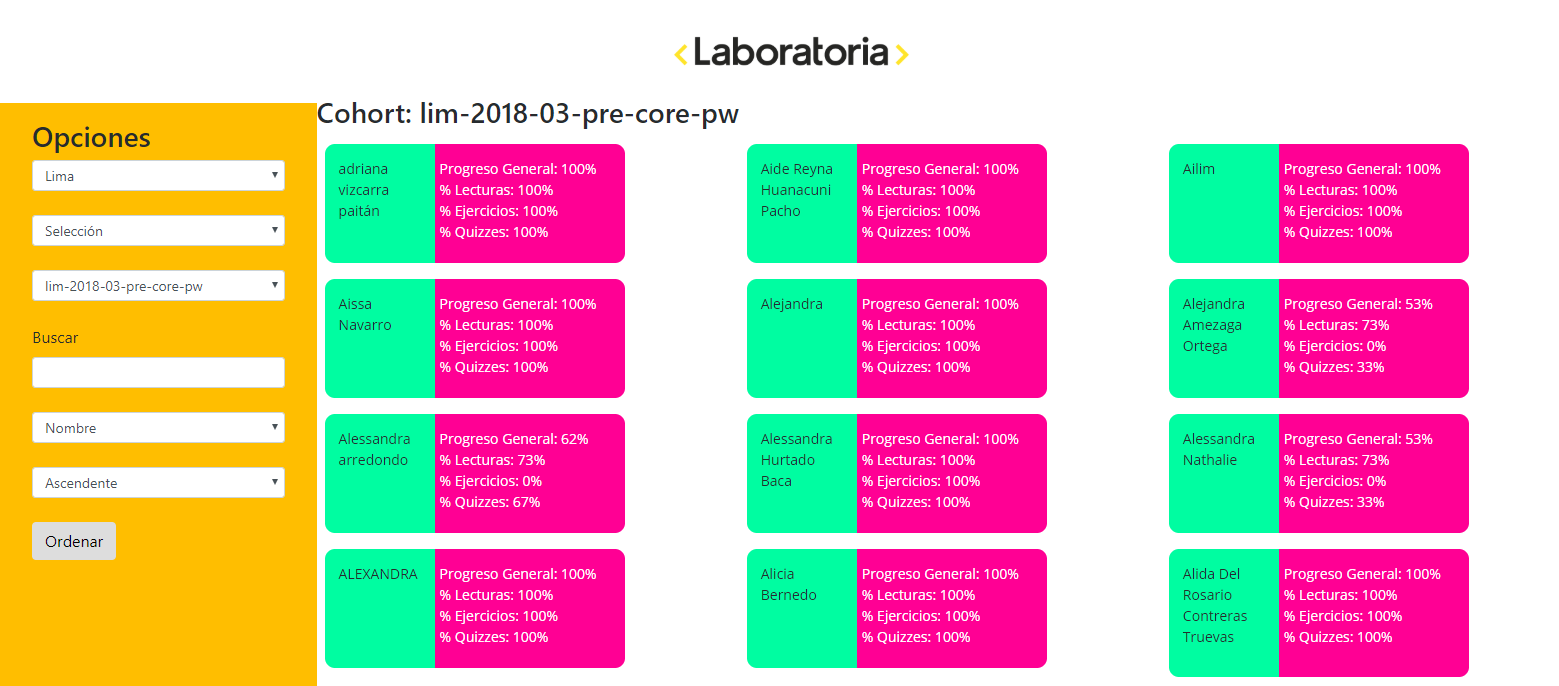 <Laboratoria>
Opciones
Lima
Selección
lim-2018-03-pre-core-pw
Buscar
Nombre
Ascendente
Ordenar
Cohort: lim-2018-03-pre-core-pw
adriana
vizcarra
paitán
Progreso General: 100%
% Lecturas: 100%
% Ejercicios: 100%
% Quizzes: 100%
Aide Reyna
Huanacuni
Pacho
Progreso General: 100%
% Lecturas: 100%
% Ejercicios: 100%
% Quizzes: 100%
Ailim
Progreso General: 100%
% Lecturas: 100%
% Ejercicios: 100%
% Quizzes: 100%
Aissa
Navarro
Progreso General: 100%
% Lecturas: 100%
% Ejercicios: 100%
% Quizzes: 100%
Alejandra
Progreso General: 100%
% Lecturas: 100%
% Ejercicios: 100%
% Quizzes: 100%
Alejandra
Amezaga
Ortega
Progreso General: 53%
% Lecturas: 73%
% Ejercicios: 0%
% Quizzes: 33%
Alessandra
arredondo
Progreso General: 62%
% Lecturas: 73%
% Ejercicios: 0%
% Quizzes: 67%
Alessandra
Hurtado
Baca
Progreso General: 100%
% Lecturas: 100%
% Ejercicios: 100%
% Quizzes: 100%
Alessandra
Nathalie
Progreso General: 53%
% Lecturas: 73%
% Ejercicios: 0%
% Quizzes: 33%
ALEXANDRA
Progreso General: 100%
% Lecturas: 100%
% Ejercicios: 100%
% Quizzes: 100%
Alicia
Bernedo
Progreso General: 100%
% Lecturas: 100%
% Ejercicios: 100%
% Quizzes: 100%
Alida Del
Rosario
Contreras
Truevas
Progreso General: 100%
% Lecturas: 100%
% Ejercicios: 100%
% Quizzes: 100%